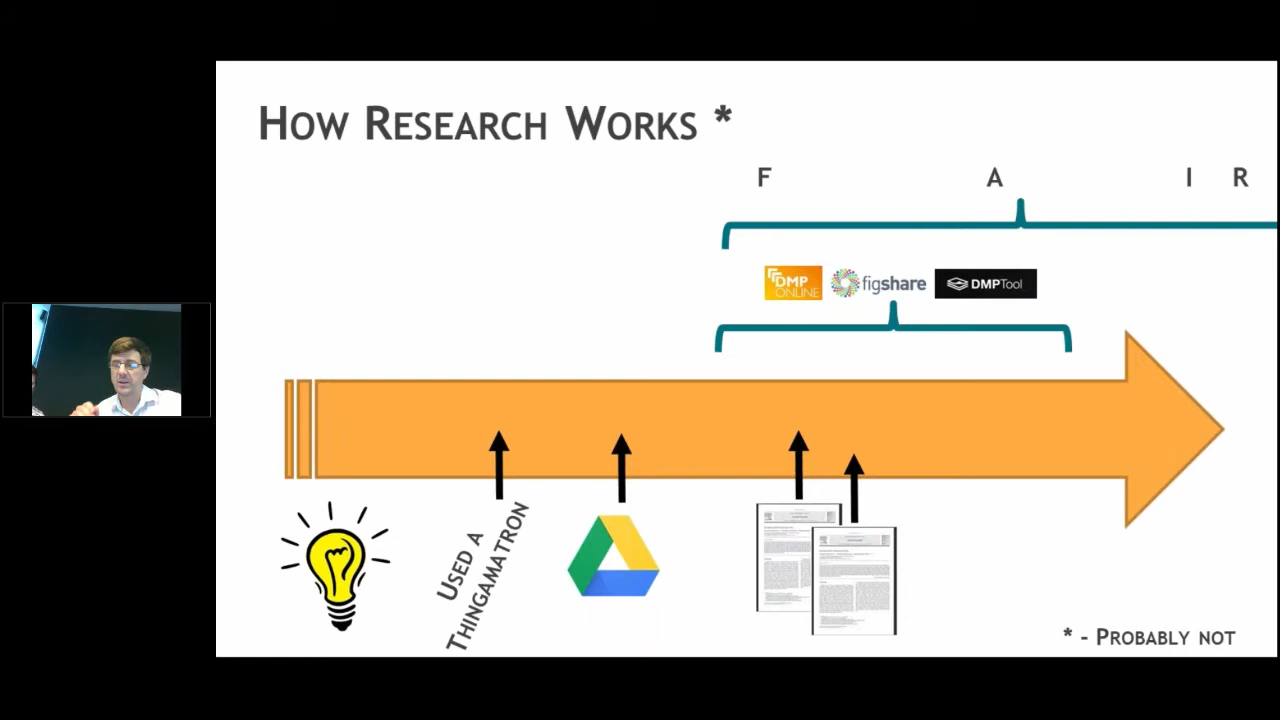 HOW RESEARCH WORKS *
F A I R
DMP ONLINE
figshare
DMPTool
USED A
THINGAMATRON
* - PROBABLY NOT